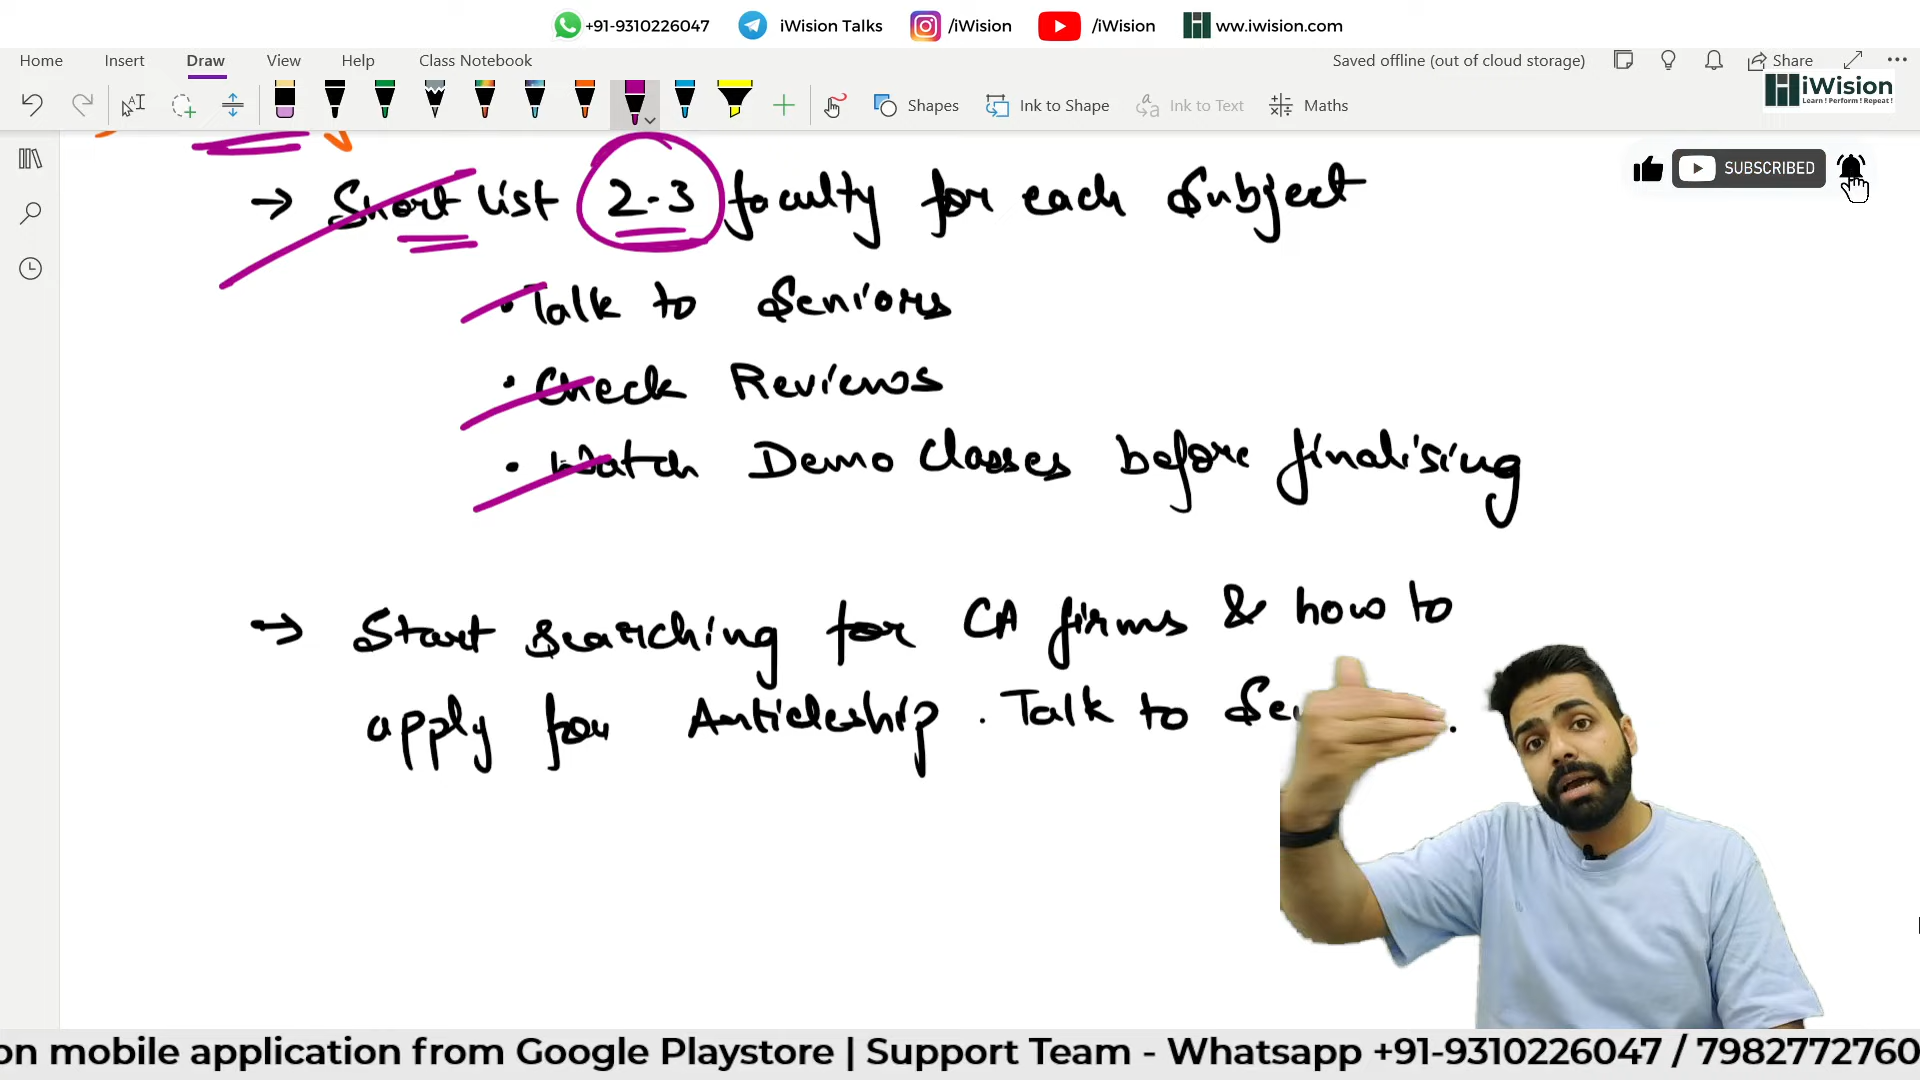 +91-9310226047 iWision Talks /iWision /iWision ww.iwision.com
Home Insert Draw View Help Class Notebook Saved offline (out of cloud storage) Share
Shapes Ink to Shape Ink to Text Maths
iWision
Learn ! Perform ! Repeat !
SUBSCRIBED
→ Short list 2-3 faculty for each Subject
• Talk to Seniors
• Check Reviews
• Watch Demo Classes before finalising
→ Start searching for CA firms & how to
apply for Articleship. Talk to
on mobile application from Google Playstore | Support Team - Whatsapp +91-9310226047 / 7982772760